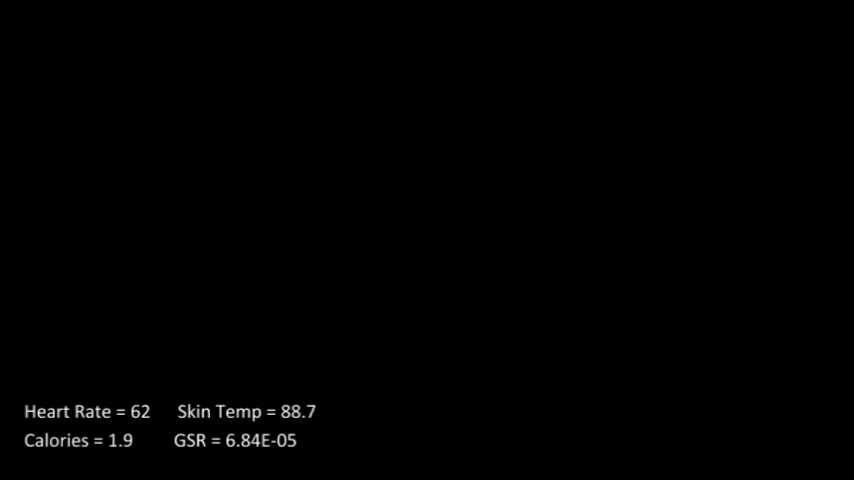 Heart Rate = 62 Skin Temp = 88.7
Calories = 1.9 GSR = 6.84E-05